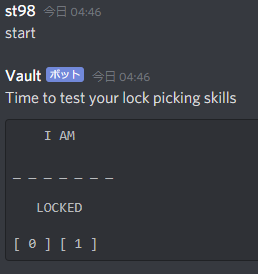 st98 今日 04:46
start
Vault ボット 今日 04:46
Time to test your lock picking skills
I AM
_ _ _ _ _ _ _
LOCKED
[ 0 ] [ 1 ]